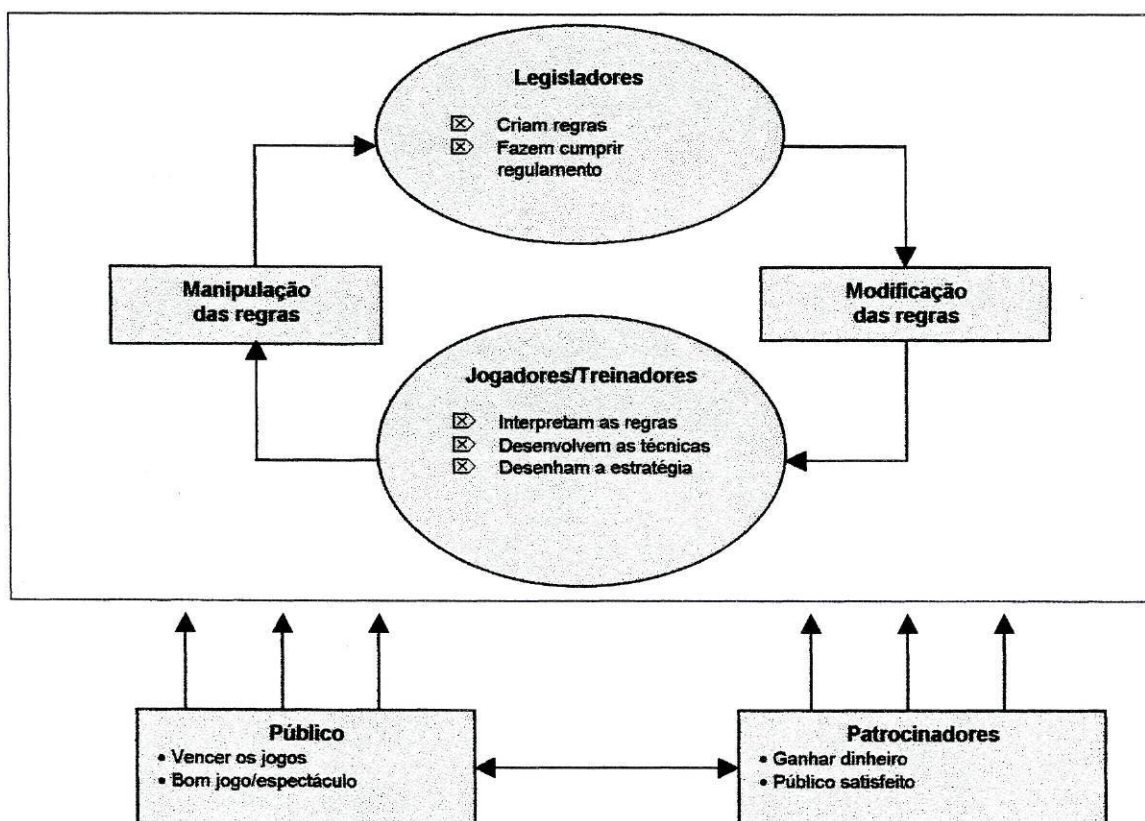 Legisladores
Criam regras
Fazem cumprir
regulamento
Manipulação
das regras
Modificação
das regras
Jogadores/Treinadores
Interpretam as regras
Desenvolvem as técnicas
Desenham a estratégia
Público
• Vencer os jogos
• Bom jogo/espectáculo
Patrocinadores
• Ganhar dinheiro
• Público satisfeito